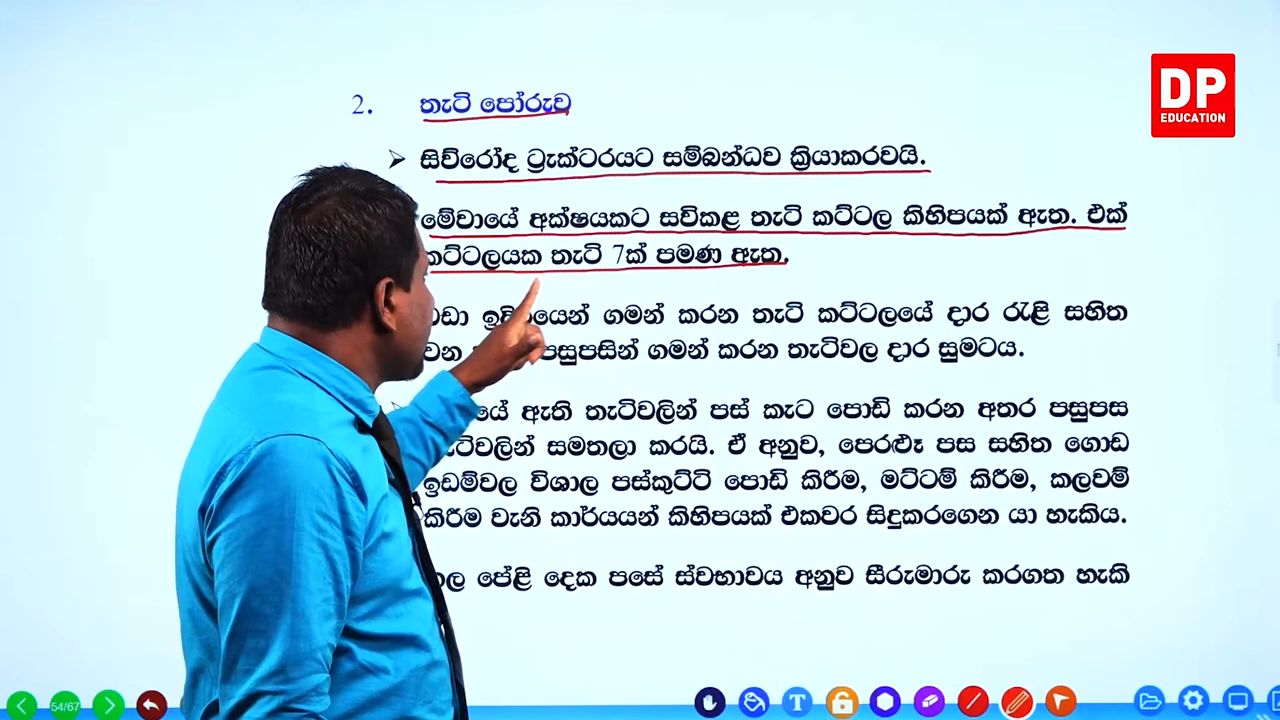 DP
EDUCATION
2. තැටි පෝරුව
➢ සිව්රෝද ට්‍රැක්ටරයට සම්බන්ධව ක්‍රියාකරවයි.
මේවායේ අක්ෂයකට සවිකළ තැටි කට්ටල කිහිපයක් ඇත. එක්
කට්ටලයක තැටි 7ක් පමණ ඇත.
ගමන් කරන තැටි කට්ටලයේ දාර රැළි සහිත
වන පසුපසින් ගමන් කරන තැටිවල දාර සුමටය.
ඇති තැටිවලින් පස් කැට පොඩි කරන අතර පසුපස
තැටිවලින් සමතලා කරයි. ඒ අනුව, පෙරළූ පස සහිත ගොඩ
ඉඩම්වල විශාල පස්කුට්ටි පොඩි කිරීම, මට්ටම් කිරීම, කලවම්
කිරීම වැනි කාර්යයන් කිහිපයක් එකවර සිදුකරගෙන යා හැකිය.
පේළි දෙක පසේ ස්වභාවය අනුව සීරුමාරු කරගත හැකි
54/67